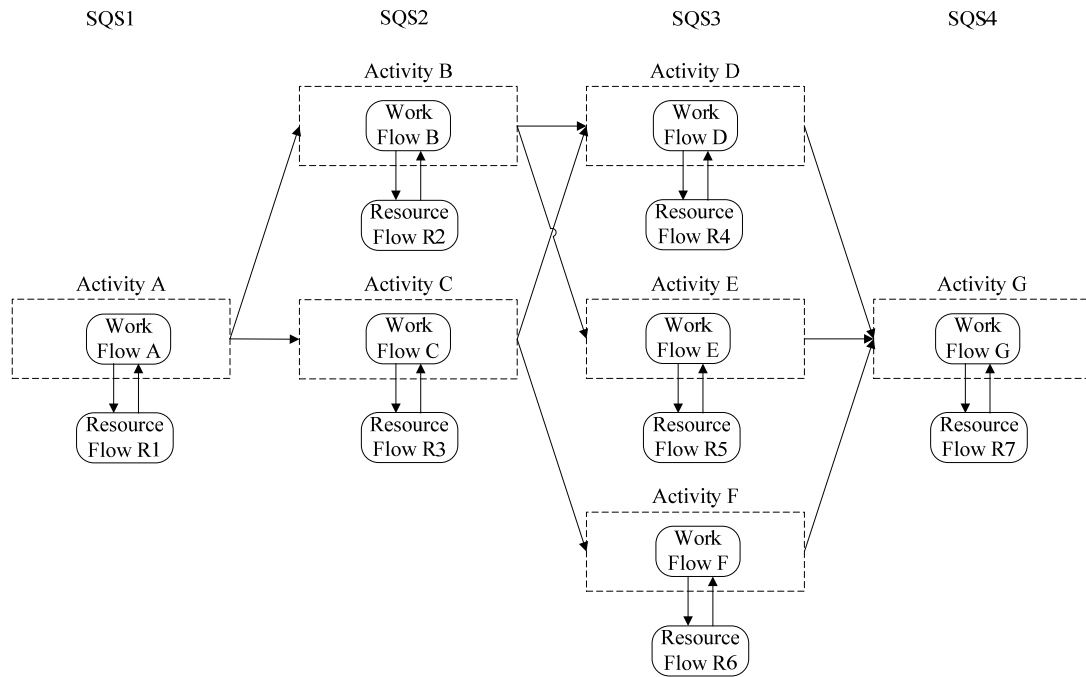 SQS1
SQS2
SQS3
SQS4
Activity B
Work
Flow B
Resource
Flow R2
Activity D
Work
Flow D
Resource
Flow R4
Activity A
Work
Flow A
Resource
Flow R1
Activity C
Work
Flow C
Resource
Flow R3
Activity E
Work
Flow E
Resource
Flow R5
Activity G
Work
Flow G
Resource
Flow R7
Activity F
Work
Flow F
Resource
Flow R6